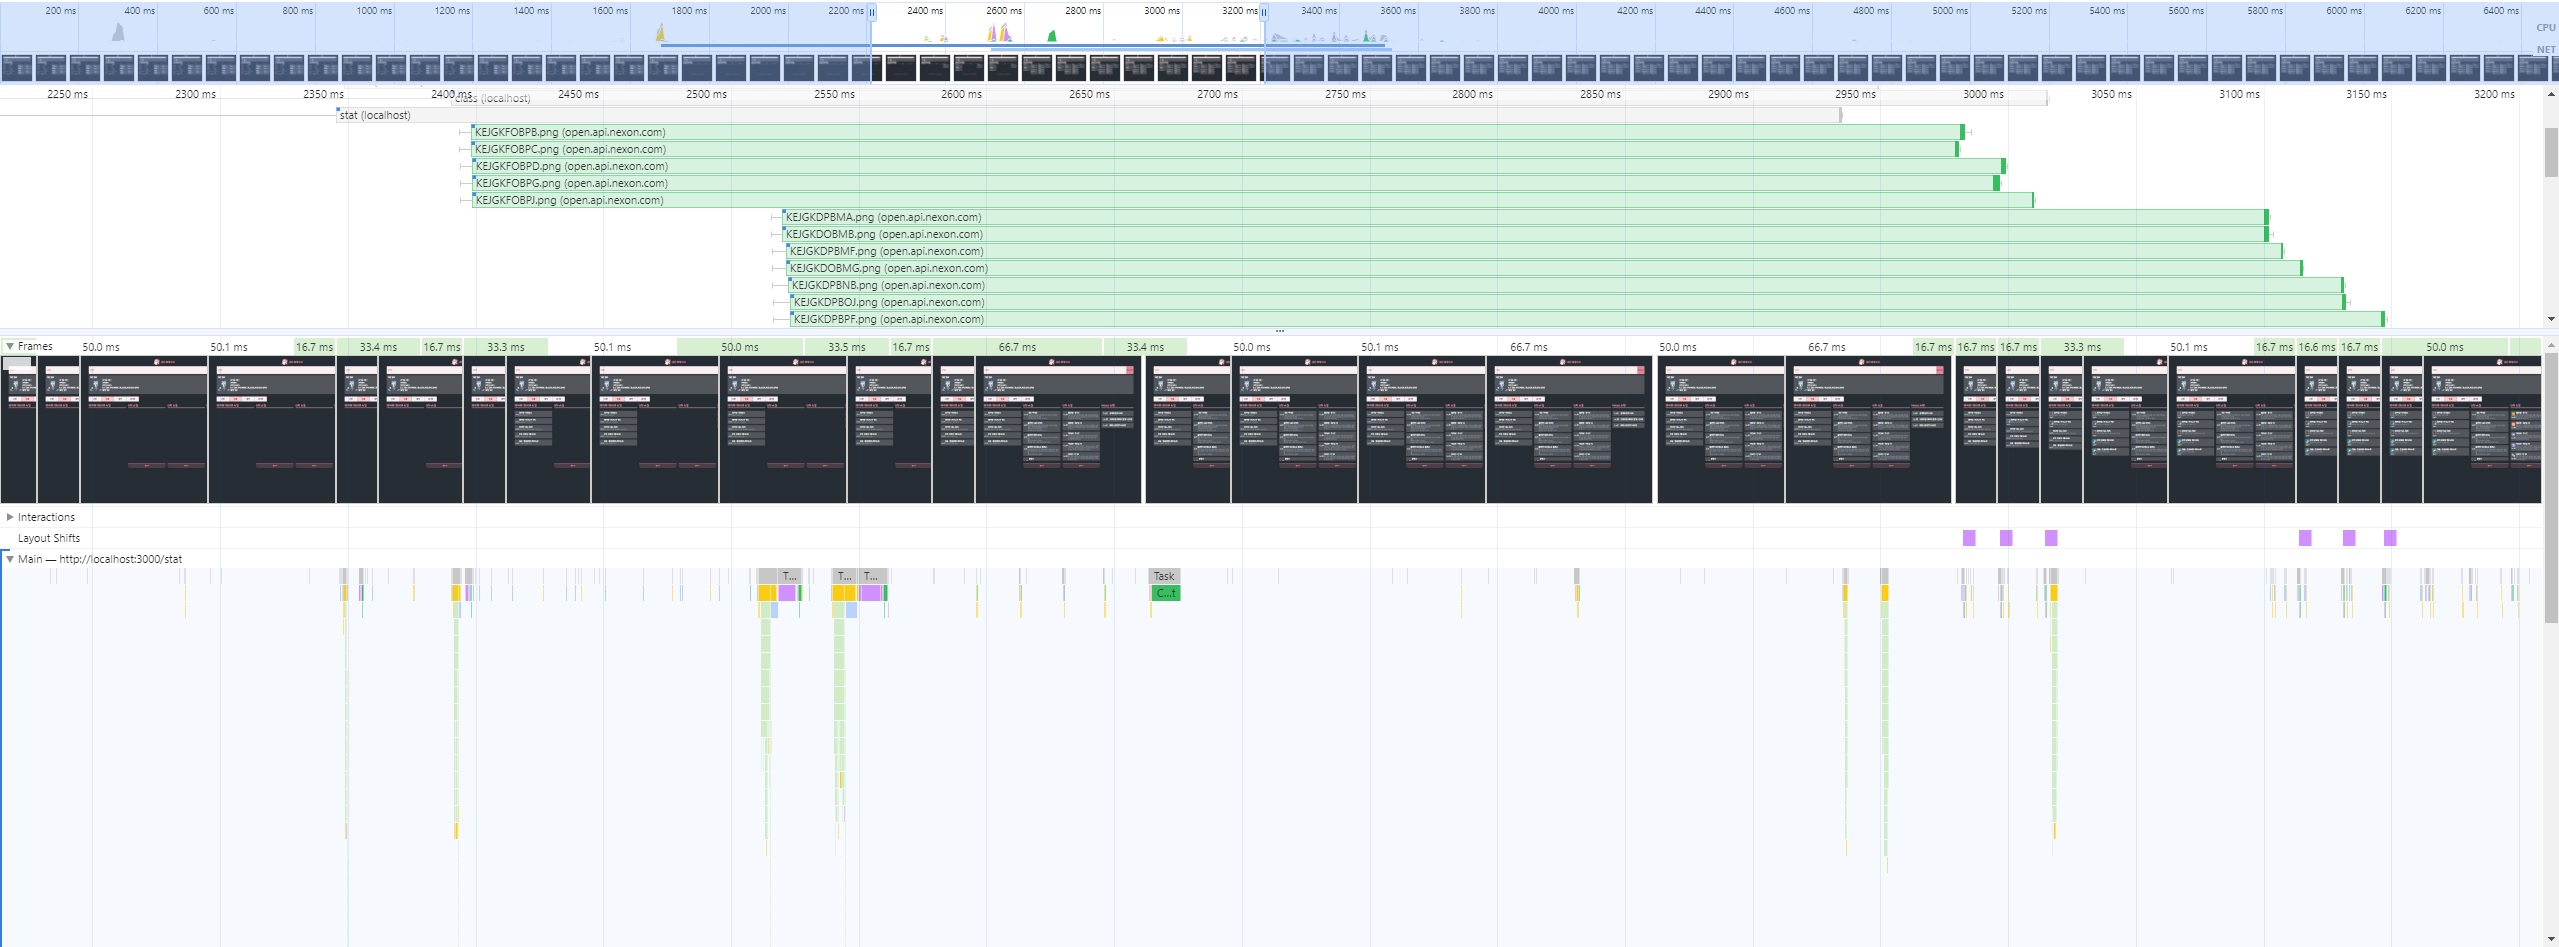 200 ms 400 ms 600 ms 800 ms 1000 ms 1200 ms 1400 ms 1600 ms 1800 ms 2000 ms 2200 ms 2400 ms 2600 ms 2800 ms 3000 ms 3200 ms 3400 ms 3600 ms 3800 ms 4000 ms 4200 ms 4400 ms 4600 ms 4800 ms 5000 ms 5200 ms 5400 ms 5600 ms 5800 ms 6000 ms 6200 ms 6400 ms
CPU
NET
2250 ms 2300 ms 2350 ms 2400 ms 2450 ms 2500 ms 2550 ms 2600 ms 2650 ms 2700 ms 2750 ms 2800 ms 2850 ms 2900 ms 2950 ms 3000 ms 3050 ms 3100 ms 3150 ms 3200 ms
class (localhost)
stat (localhost)
KEJGKFOBPB.png (open.api.nexon.com)
KEJGKFOBPC.png (open.api.nexon.com)
KEJGKFOBPD.png (open.api.nexon.com)
KEJGKFOBPG.png (open.api.nexon.com)
KEJGKFOBPJ.png (open.api.nexon.com)
KEJGKDPBMA.png (open.api.nexon.com)
KEJGKDOBMB.png (open.api.nexon.com)
KEJGKDPBMF.png (open.api.nexon.com)
KEJGKDOBMG.png (open.api.nexon.com)
KEJGKDPBNB.png (open.api.nexon.com)
KEJGKDPBOJ.png (open.api.nexon.com)
KEJGKDPBPF.png (open.api.nexon.com)
Frames 50.0 ms 50.1 ms 16.7 ms 33.4 ms 16.7 ms 33.3 ms 50.1 ms 50.0 ms 33.5 ms 16.7 ms 66.7 ms 33.4 ms 50.0 ms 50.1 ms 66.7 ms 50.0 ms 66.7 ms 16.7 ms 16.7 ms 16.7 ms 33.3 ms 50.1 ms 16.7 ms 16.6 ms 16.7 ms 50.0 ms
Interactions
Layout Shifts
Main — http://localhost:3000/stat
T... T... T... Task
C...t